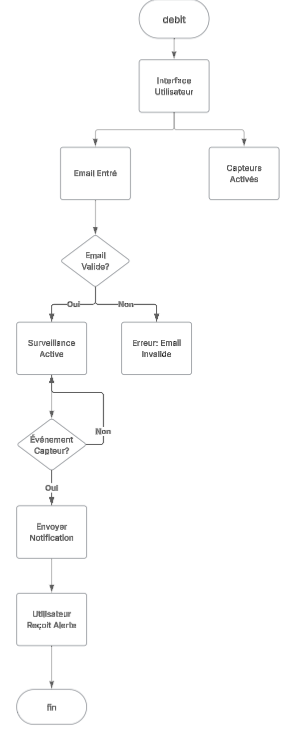 debit
Interface
Utilisateur
Email Entré
Capteurs
Activés
Email
Valide?
Oui
Non
Surveillance
Active
Erreur: Email
Invalide
Événement
Capteur?
Non
Oui
Envoyer
Notification
Utilisateur
Reçoit Alerte
fin